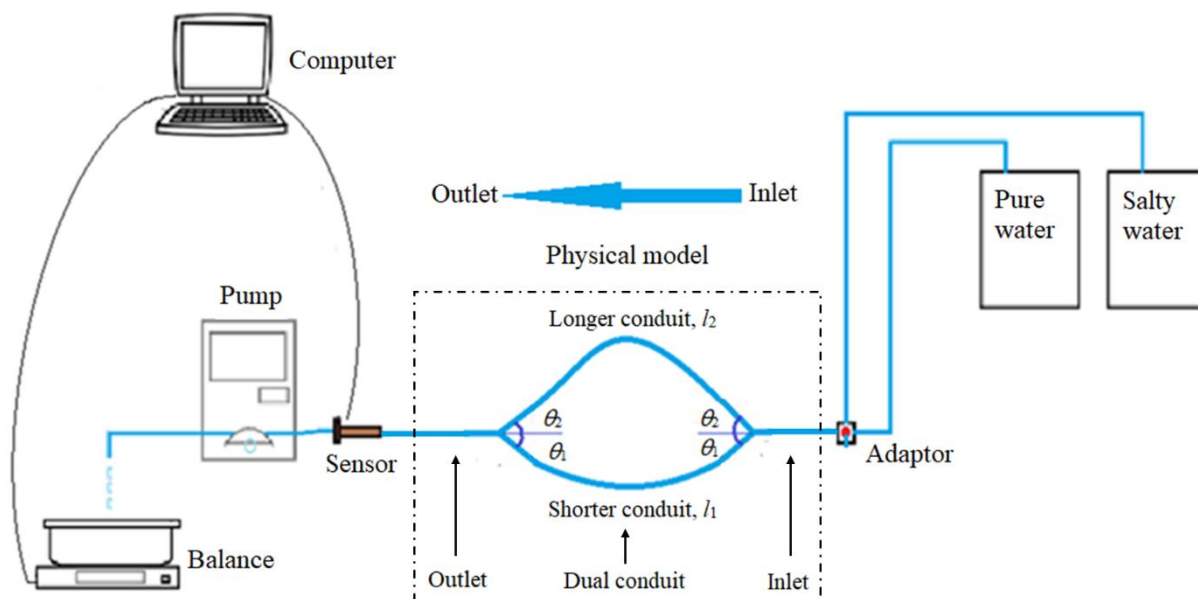 Computer
Outlet
Inlet
Pure
water
Salty
water
Physical model
Pump
Longer conduit, l2
θ2
θ2
θ1
θ1
Sensor
Adaptor
Shorter conduit, l1
Balance
Outlet
Dual conduit
Inlet